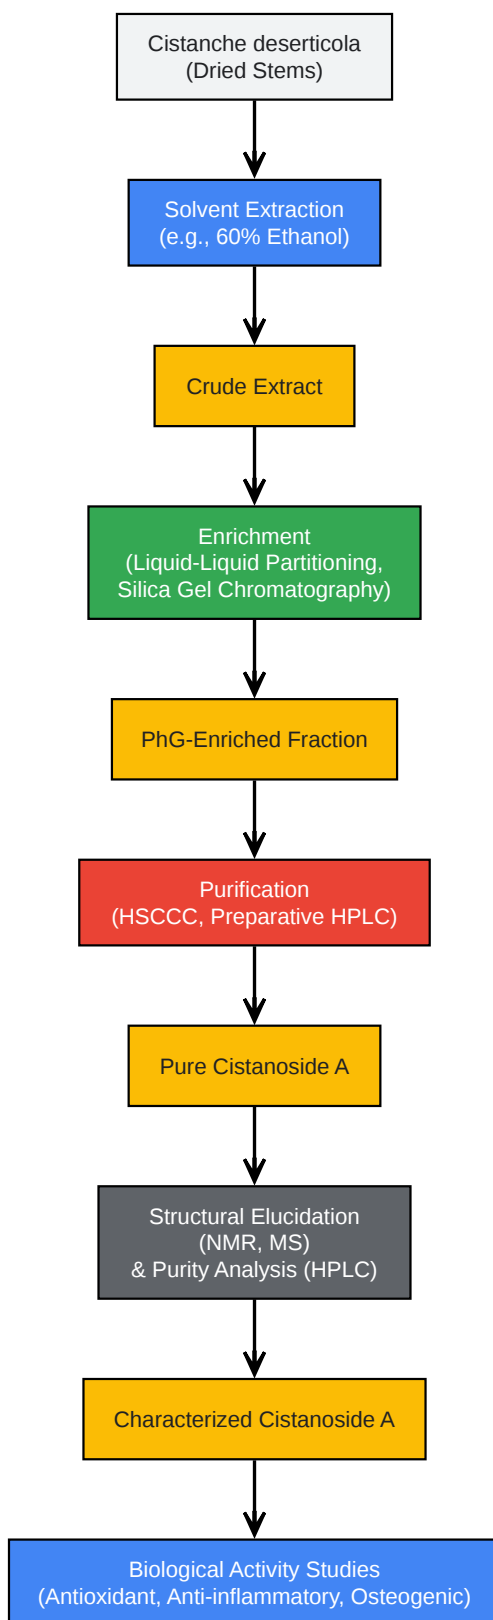 Cistanche deserticola
(Dried Stems)
Solvent Extraction
(e.g., 60% Ethanol)
Crude Extract
Enrichment
(Liquid-Liquid Partitioning,
Silica Gel Chromatography)
PhG-Enriched Fraction
Purification
(HSCCC, Preparative HPLC)
Pure Cistanoside A
Structural Elucidation
(NMR, MS)
& Purity Analysis (HPLC)
Characterized Cistanoside A
Biological Activity Studies
(Antioxidant, Anti-inflammatory, Osteogenic)